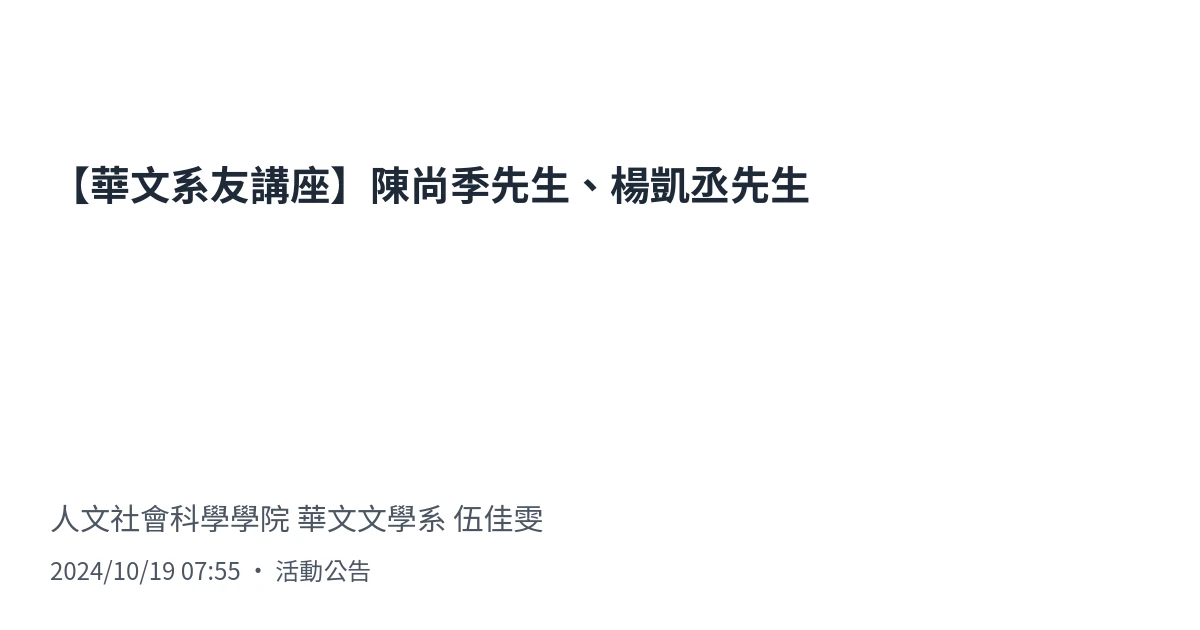 【華文系友講座】陳尚季先生、楊凱丞先生
人文社會科學學院 華文文學系 伍佳雯
2024/10/19 07:55 • 活動公告